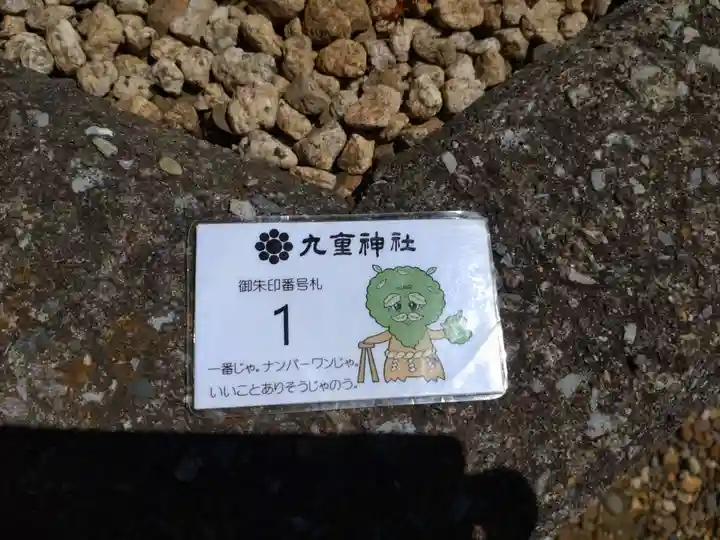 九重神社
御朱印番号札
1
一番じゃ。ナンバーワンじゃ。
いいことありそうじゃのう。